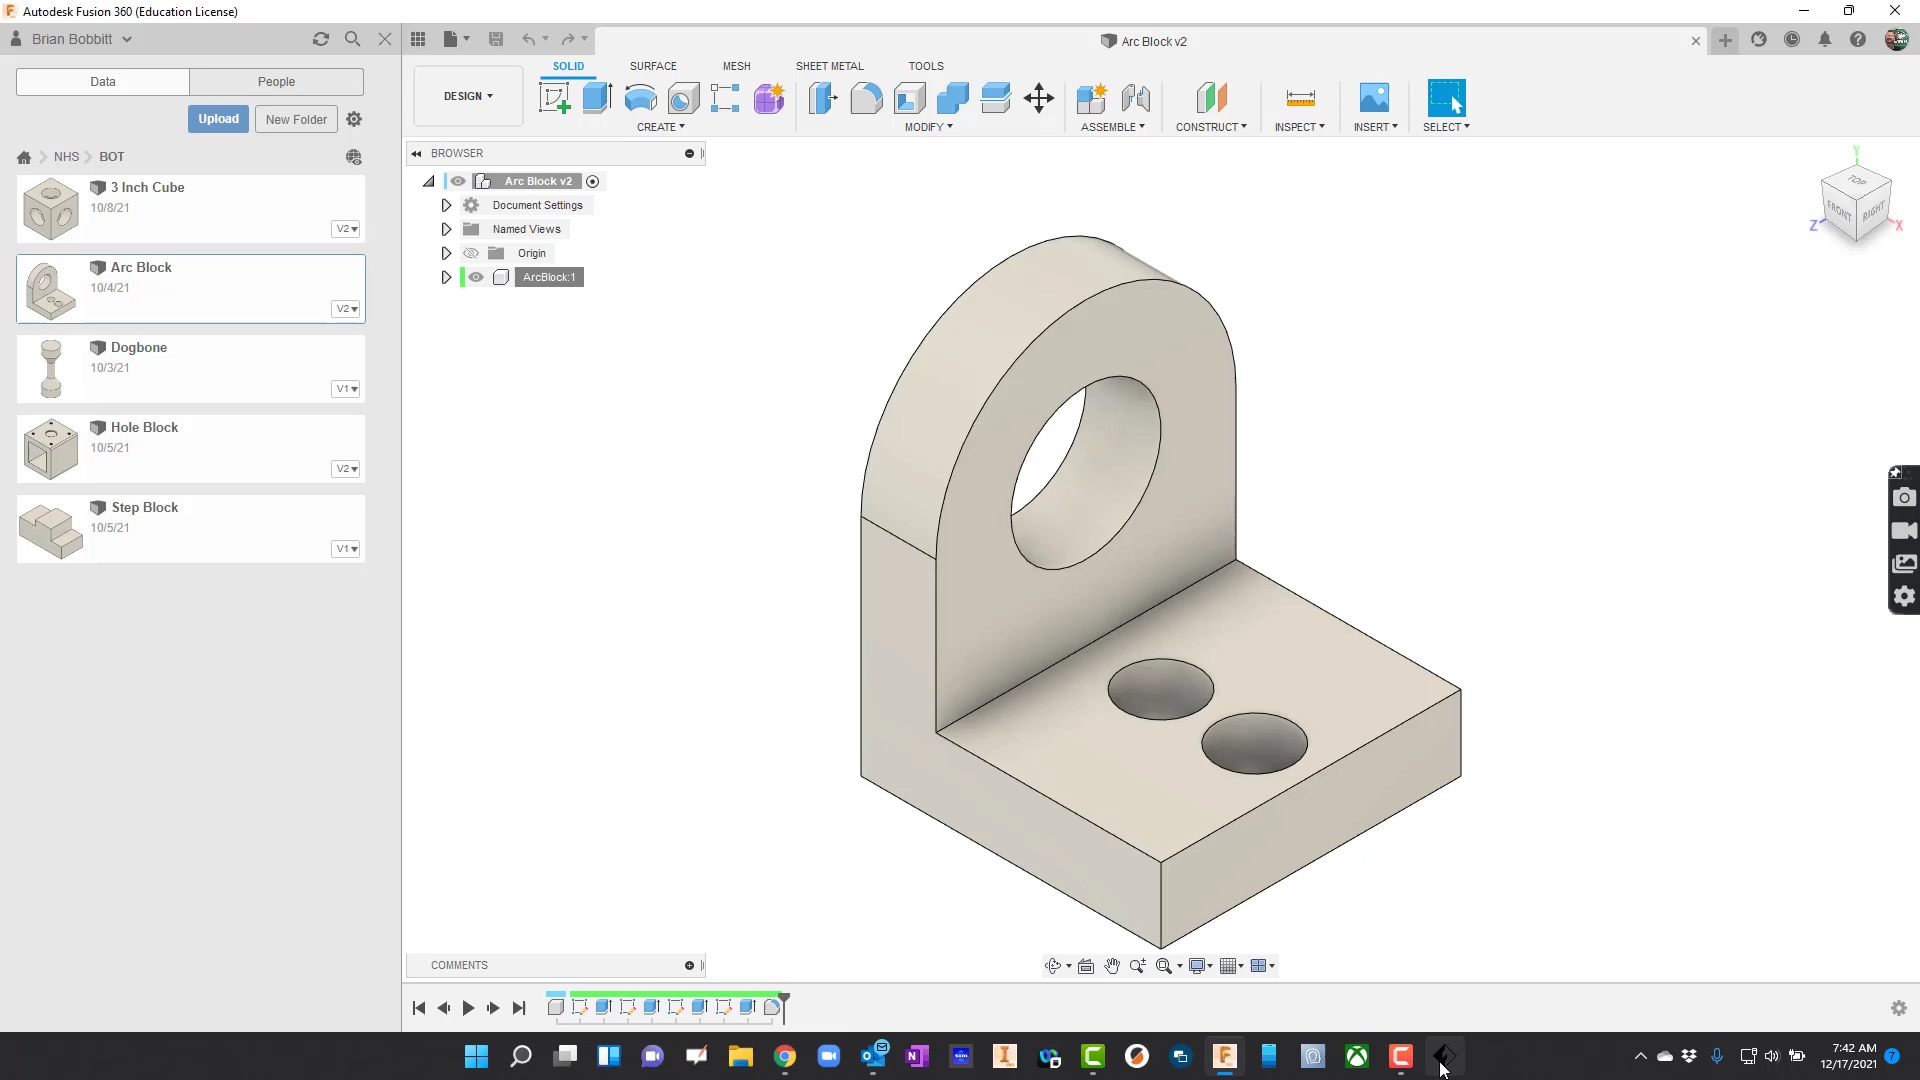 Autodesk Fusion 360 (Education License)
Brian Bobbitt
Arc Block v2
Data
People
Upload
New Folder
NHS
BOT
3 Inch Cube
10/8/21
V2
Arc Block
10/4/21
V2
Dogbone
10/3/21
V1
Hole Block
10/5/21
V2
Step Block
10/5/21
V1
DESIGN
SOLID
SURFACE
MESH
SHEET METAL
TOOLS
CREATE
MODIFY
ASSEMBLE
CONSTRUCT
INSPECT
INSERT
SELECT
BROWSER
Arc Block v2
Document Settings
Named Views
Origin
ArcBlock:1
Y
TOP
FRONT
RIGHT
Z
X
COMMENTS
7:42 AM
12/17/2021
7